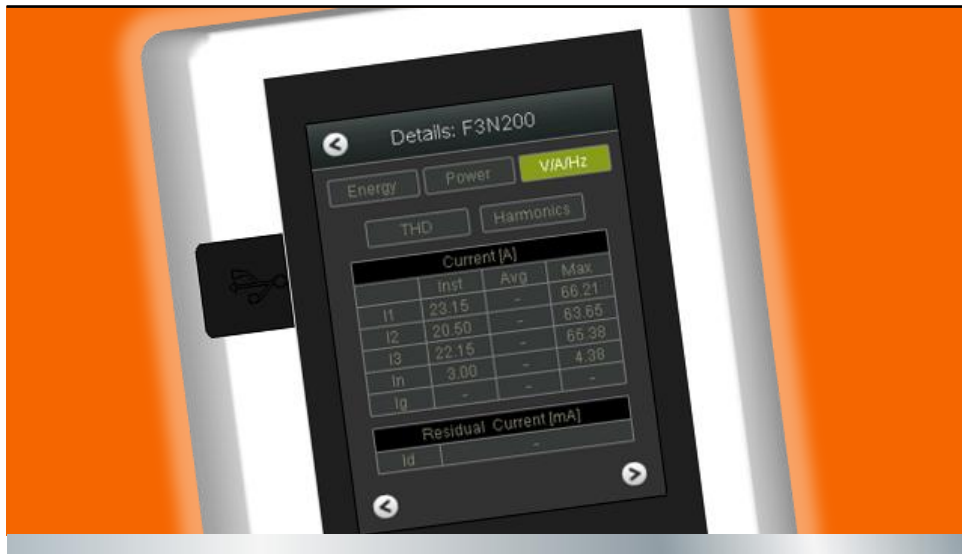 Details: F3N200
Energy Power V/A/Hz
THD Harmonics
Current [A]
Inst Avg Max
I1 23.15 - 66.21
I2 20.50 - 63.65
I3 22.15 - 65.38
In 3.00 - 4.38
Ig - - -
Residual Current [mA]
Id -